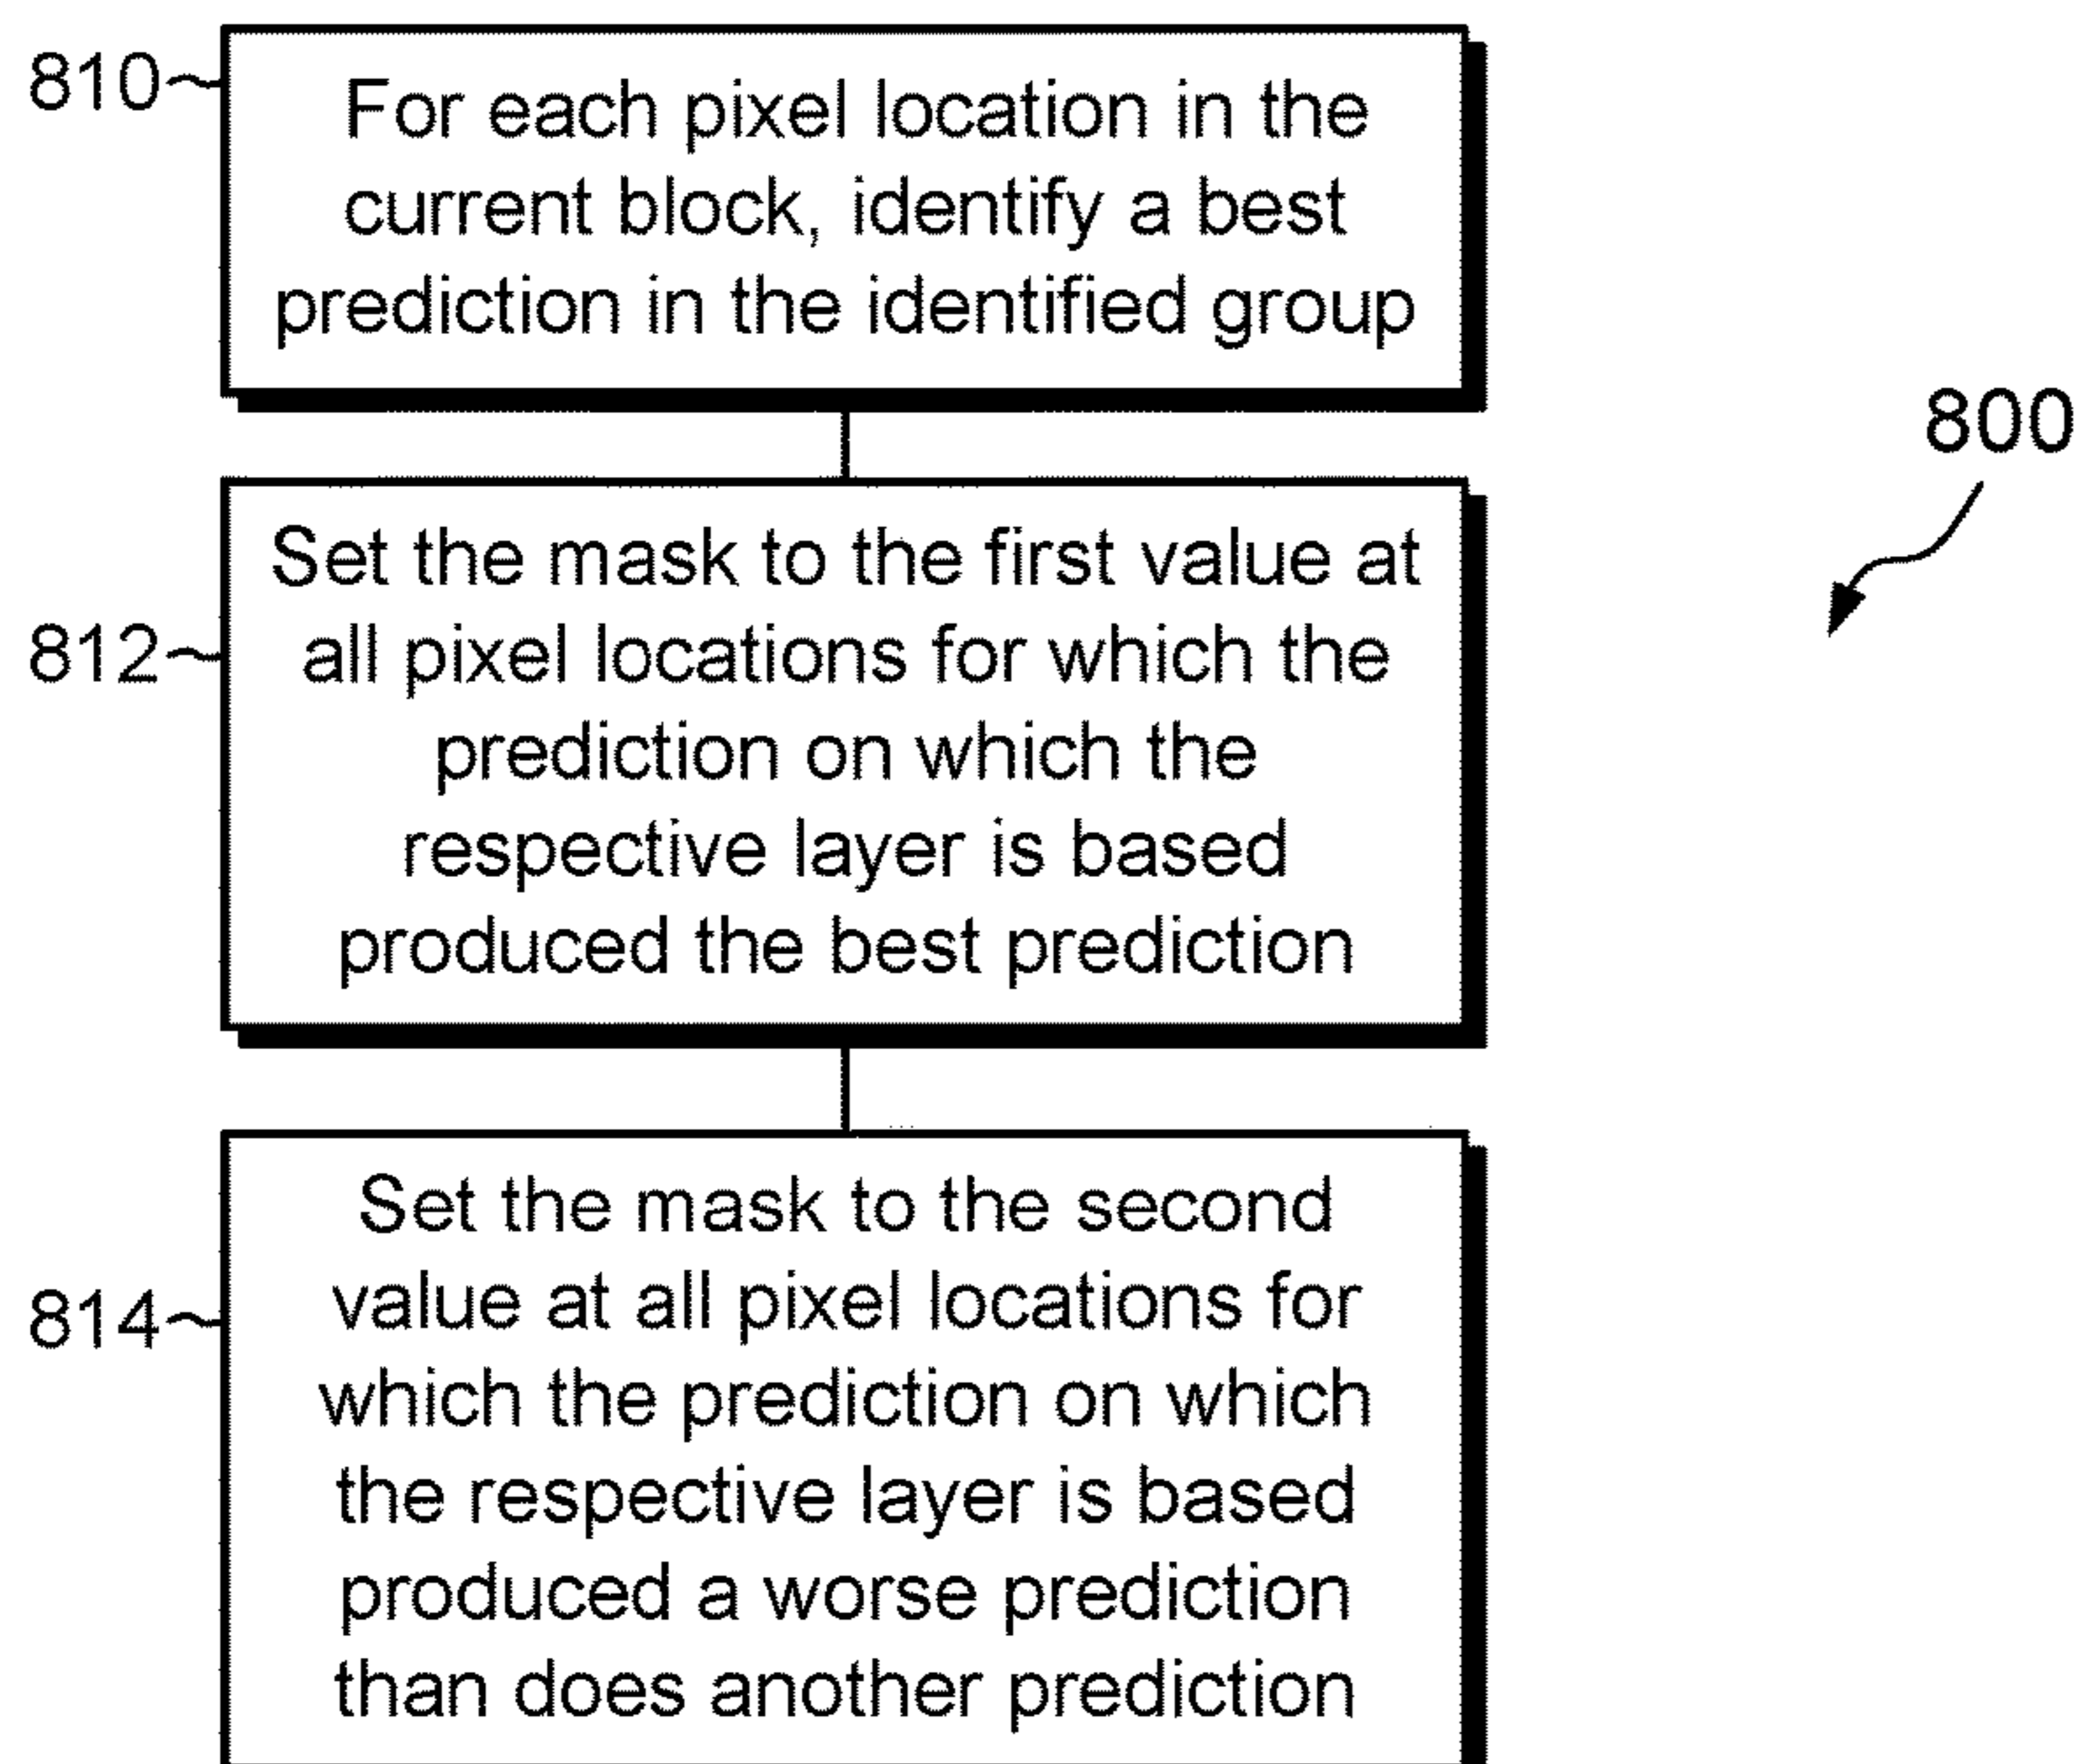 810
For each pixel location in the
current block, identify a best
prediction in the identified group
800
812
Set the mask to the first value at
all pixel locations for which the
prediction on which the
respective layer is based
produced the best prediction
814
Set the mask to the second
value at all pixel locations for
which the prediction on which
the respective layer is based
produced a worse prediction
than does another prediction